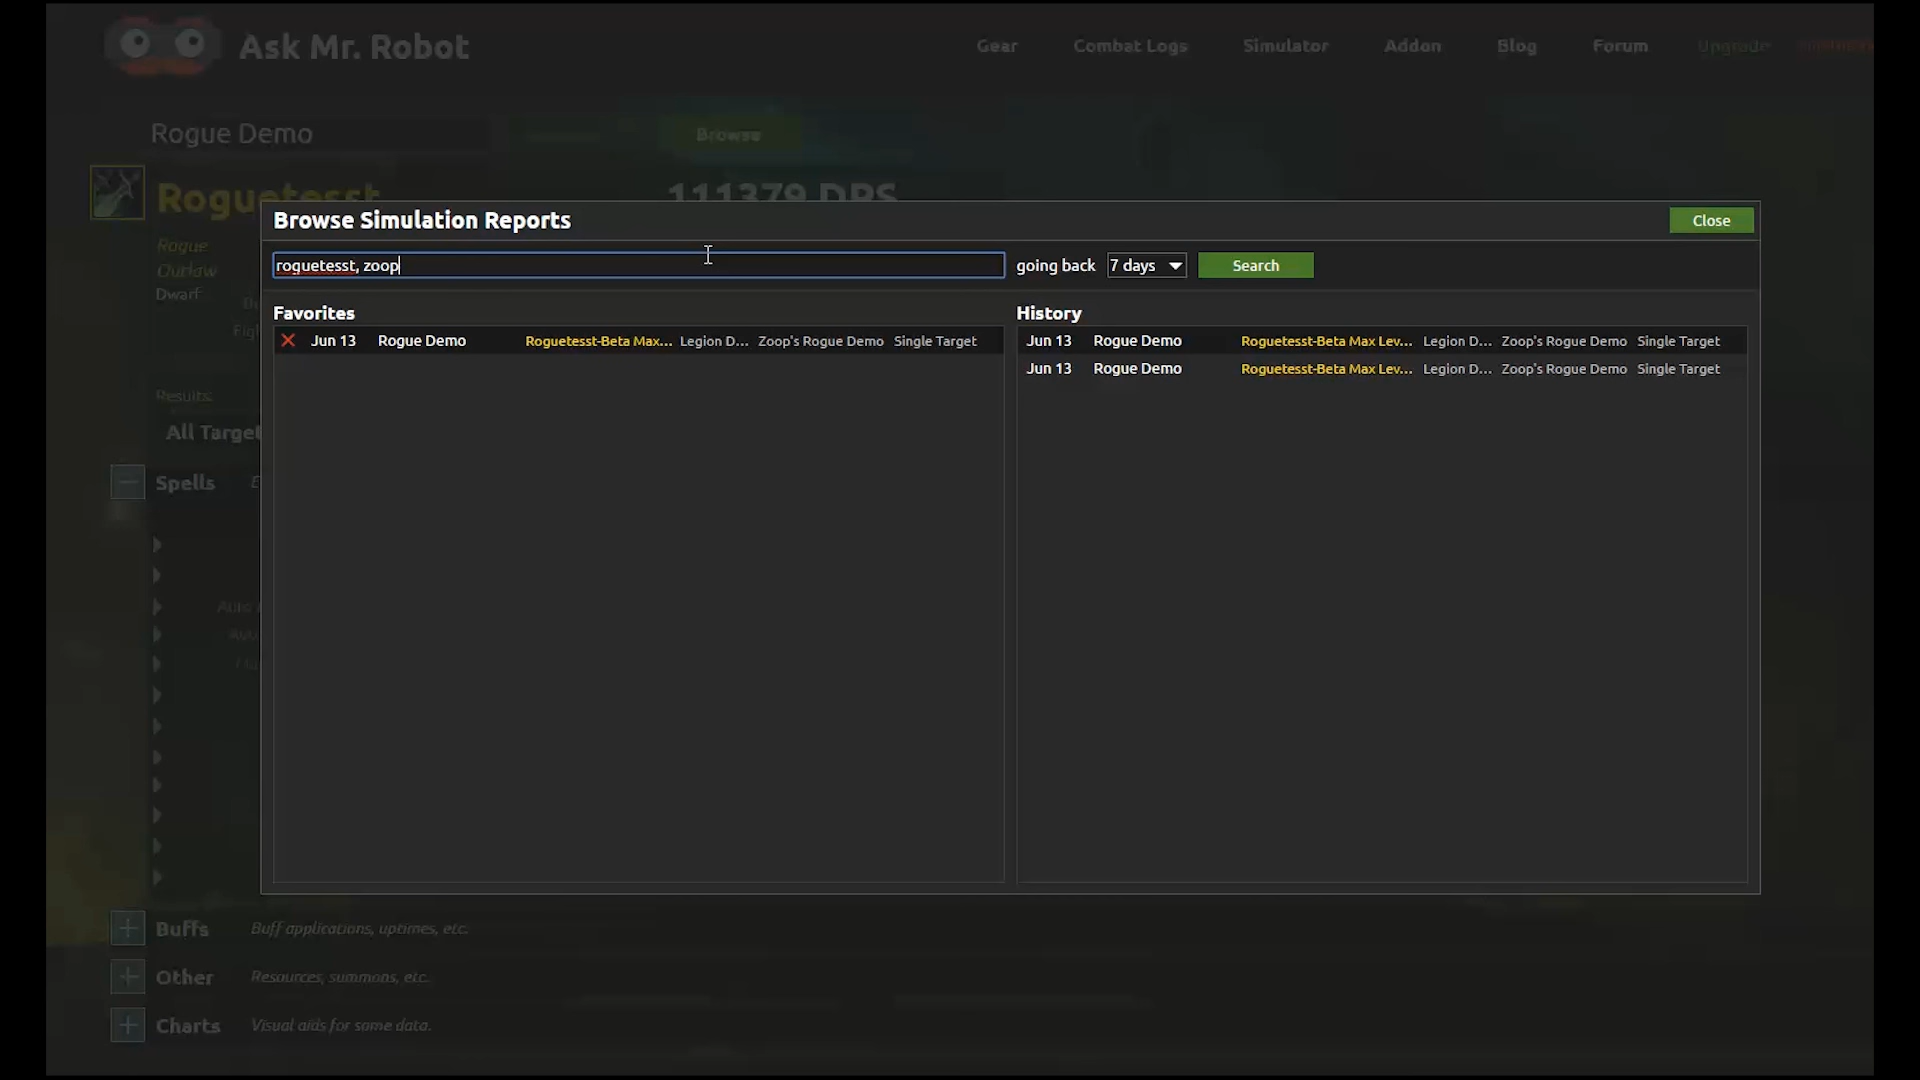 Ask Mr. Robot
Gear Combat Logs Simulator Addon Blog Forum Upgrade
Rogue Demo Browse
Roguetesst 111379 DPS
Browse Simulation Reports Close
Rogue
roguetesst, zoop going back 7 days Search
Outlaw
Dwarf
Favorites History
Jun 13 Rogue Demo Roguetesst-Beta Max... Legion D... Zoop's Rogue Demo Single Target
Jun 13 Rogue Demo Roguetesst-Beta Max Lev... Legion D... Zoop's Rogue Demo Single Target
Jun 13 Rogue Demo Roguetesst-Beta Max Lev... Legion D... Zoop's Rogue Demo Single Target
Results:
All Target
Spells
Buffs Buff applications, uptimes, etc.
Other Resources, summons, etc.
Charts Visual aids for some data.